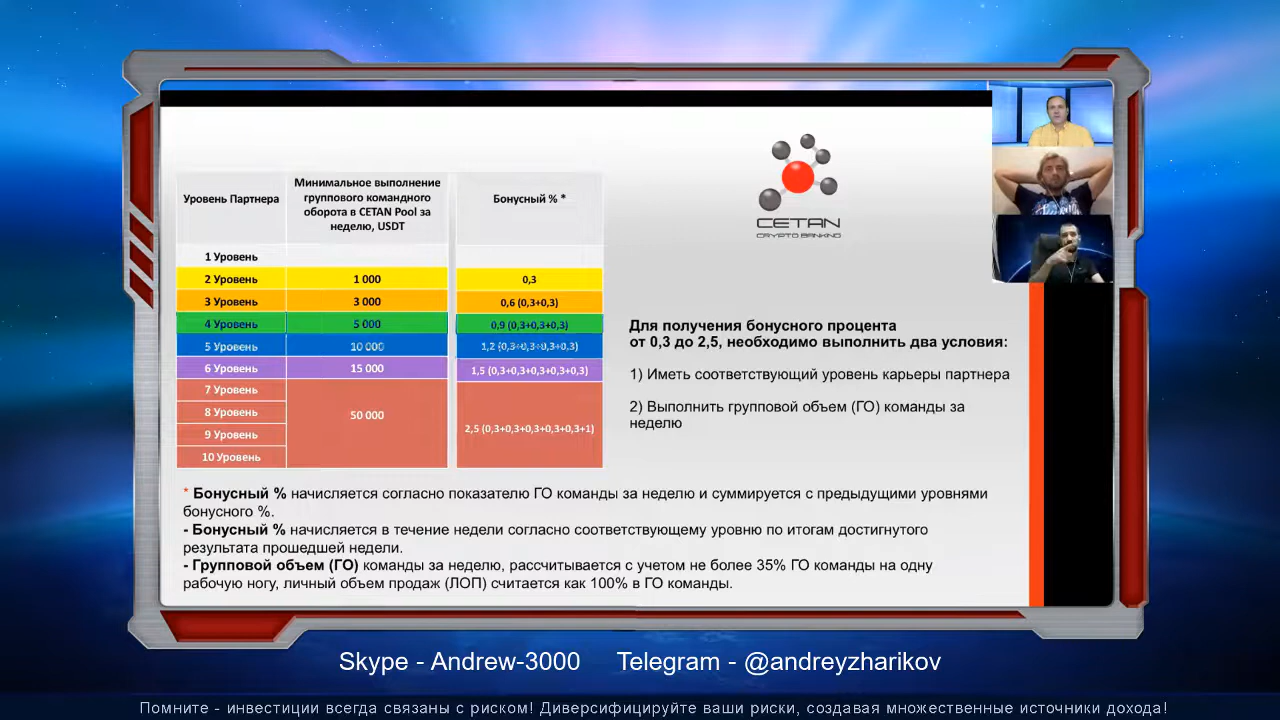 Уровень Партнера
Минимальное выполнение
группового командного
оборота в CETAN Pool за
неделю, USDT
Бонусный % *
1 Уровень
2 Уровень 1 000 0,3
3 Уровень 3 000 0,6 (0,3+0,3)
4 Уровень 5 000 0,9 (0,3+0,3+0,3)
5 Уровень 10 000 1,2 (0,3+0,3+0,3+0,3)
6 Уровень 15 000 1,5 (0,3+0,3+0,3+0,3+0,3)
7 Уровень
8 Уровень
50 000
9 Уровень
2,5 (0,3+0,3+0,3+0,3+0,3+1)
10 Уровень
CETAN
CRYPTO BANKING
Для получения бонусного процента
от 0,3 до 2,5, необходимо выполнить два условия:
1) Иметь соответствующий уровень карьеры партнера
2) Выполнить групповой объем (ГО) команды за
неделю
* Бонусный % начисляется согласно показателю ГО команды за неделю и суммируется с предыдущими уровнями
бонусного %.
- Бонусный % начисляется в течение недели согласно соответствующему уровню по итогам достигнутого
результата прошедшей недели.
- Групповой объем (ГО) команды за неделю, рассчитывается с учетом не более 35% ГО команды на одну
рабочую ногу, личный объем продаж (ЛОП) считается как 100% в ГО команды.
Skype - Andrew-3000 Telegram - @andreyzharikov
Помните - инвестиции всегда связаны с риском! Диверсифицируйте ваши риски, создавая множественные источники дохода!